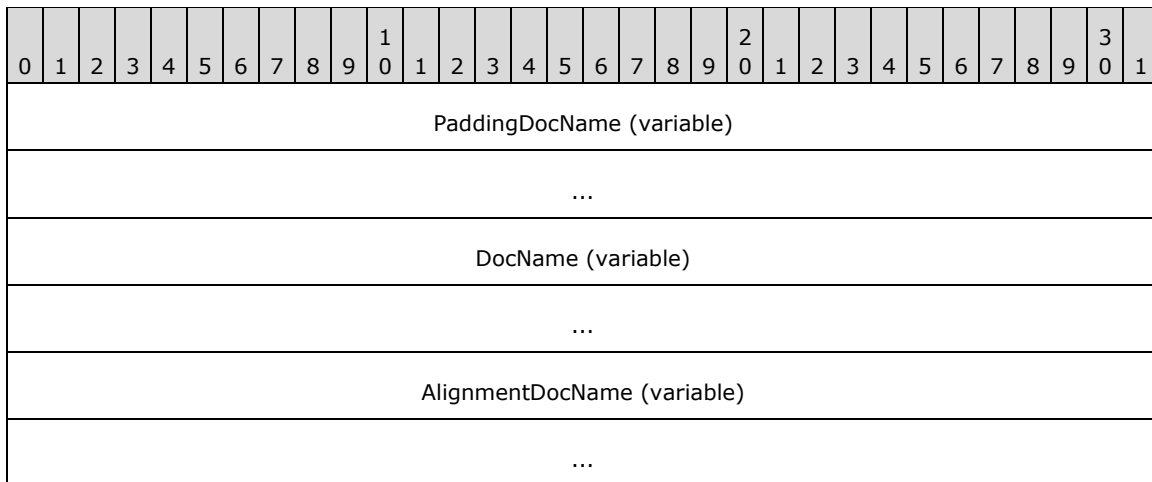 1 2 3
0 1 2 3 4 5 6 7 8 9 0 1 2 3 4 5 6 7 8 9 0 1 2 3 4 5 6 7 8 9 0 1
PaddingDocName (variable)
...
DocName (variable)
...
AlignmentDocName (variable)
...